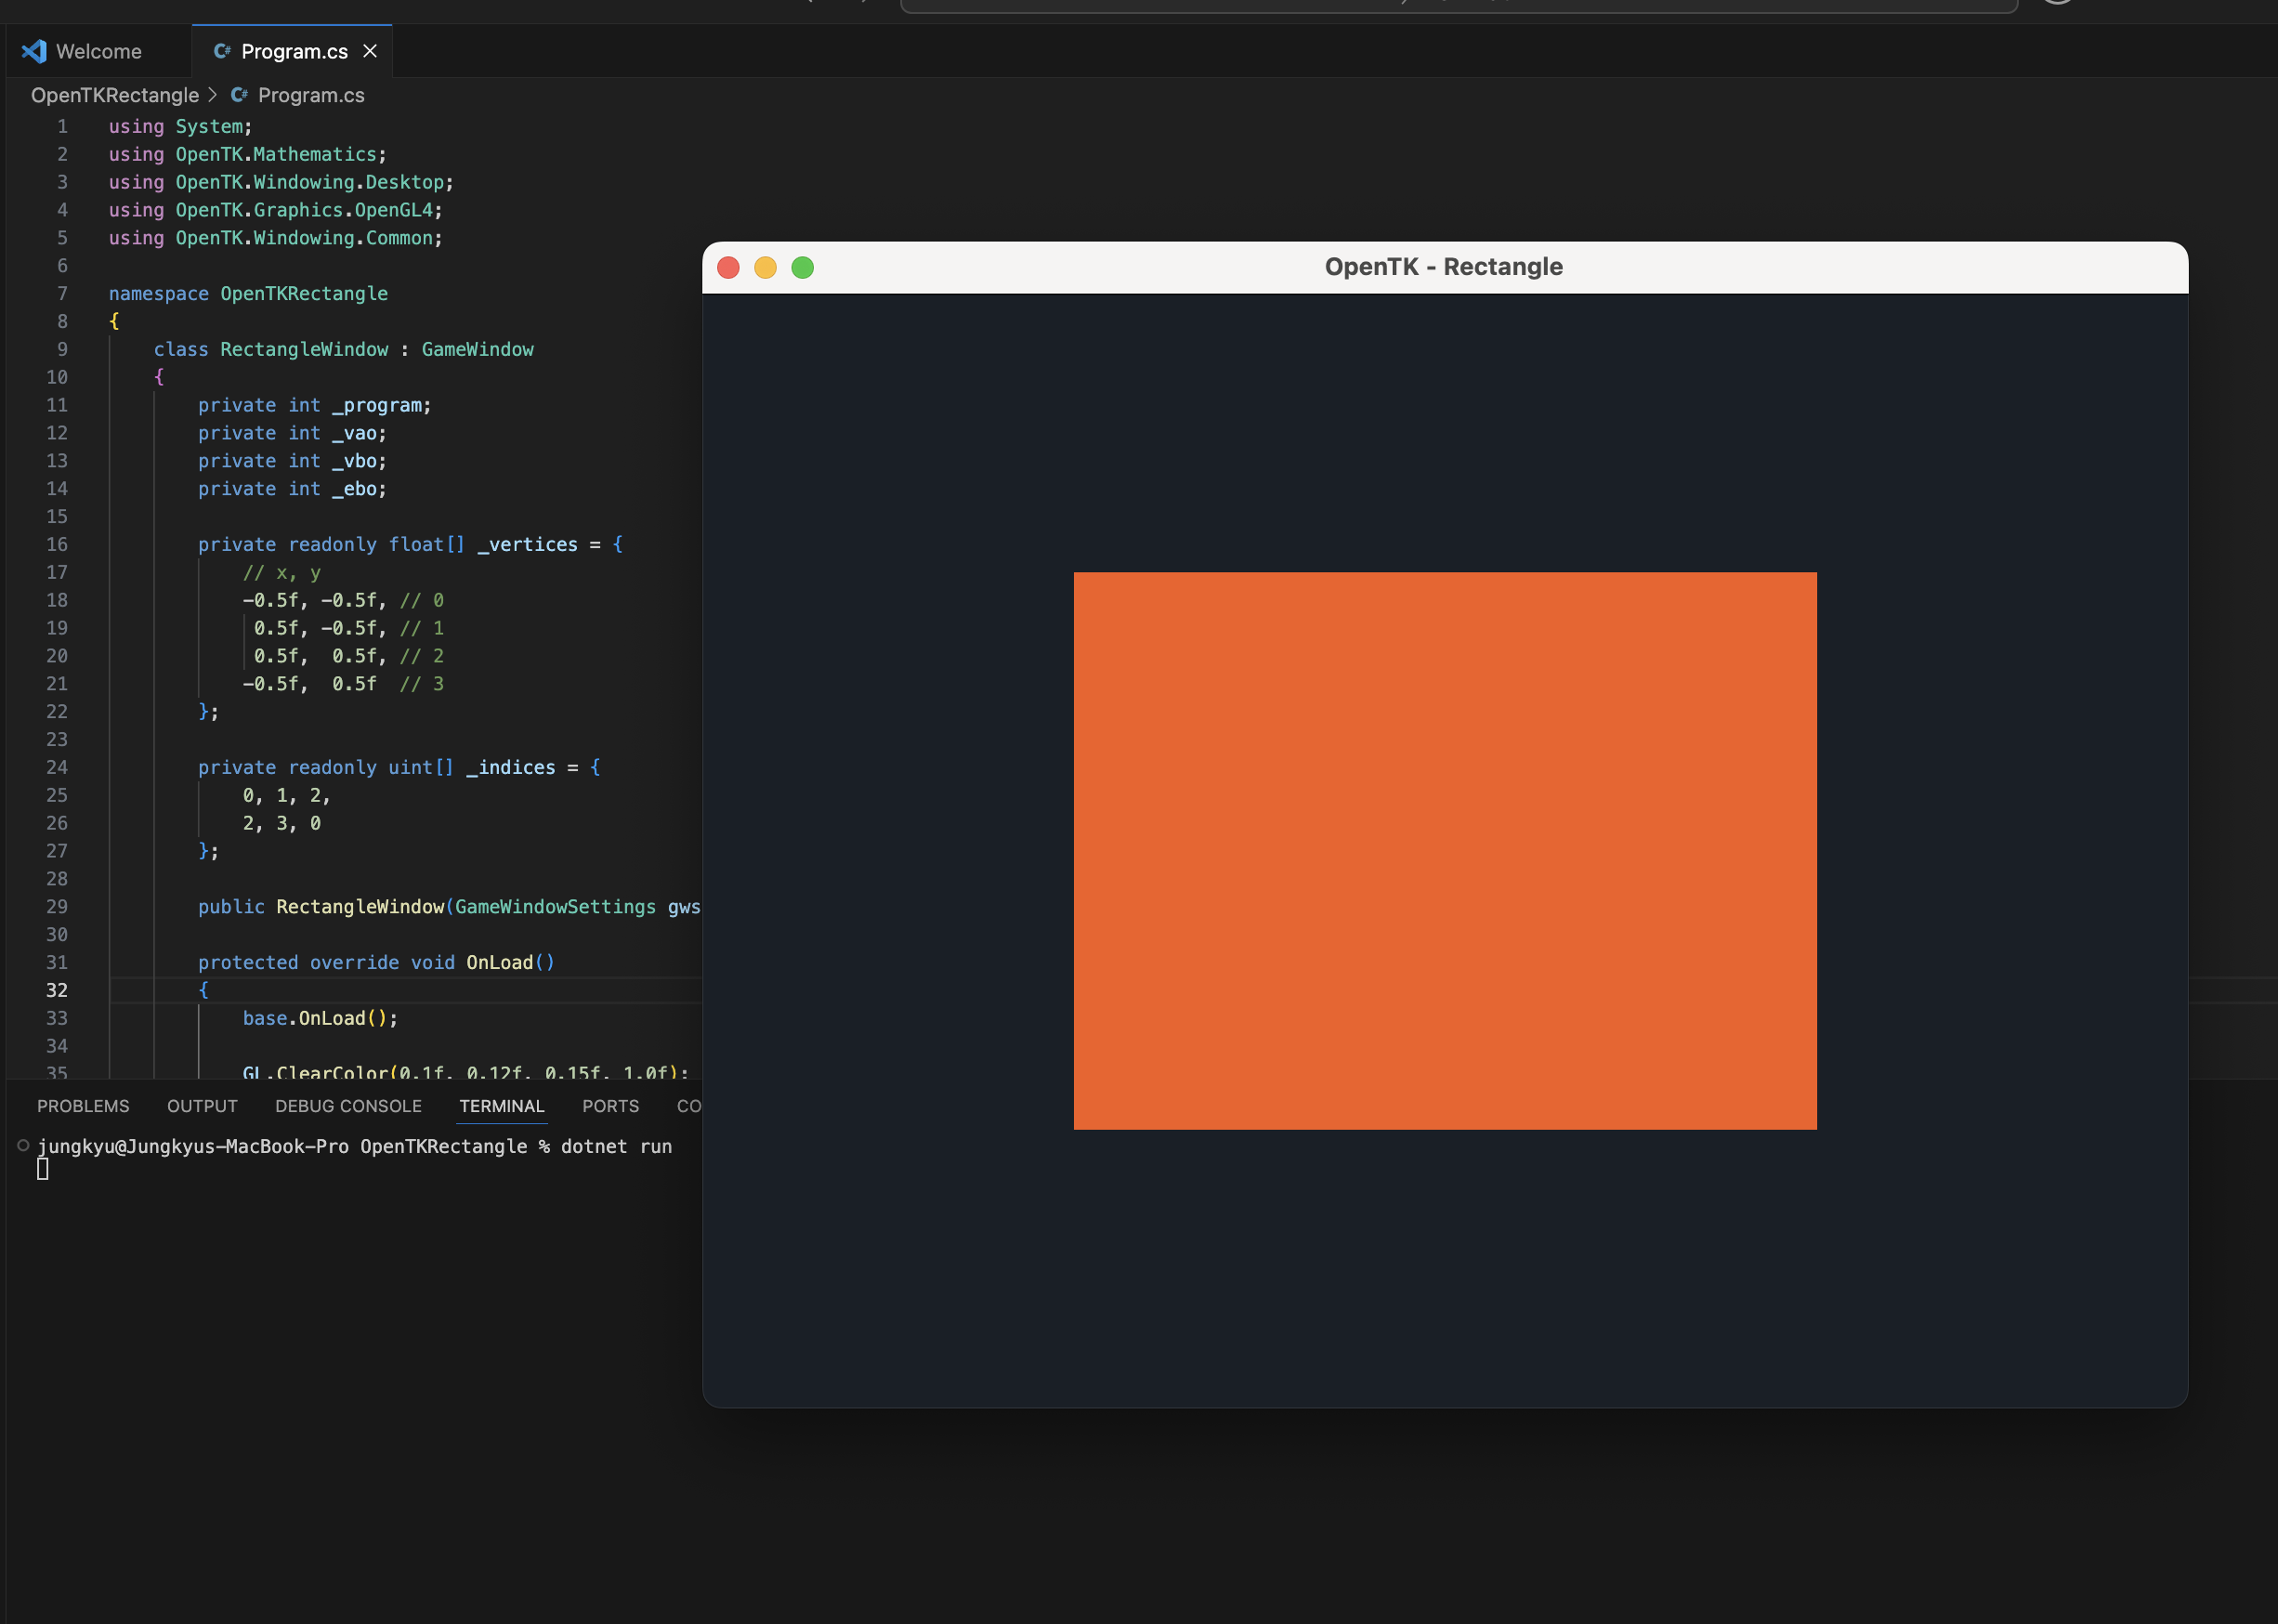 Welcome
C# Program.cs
OpenTKRectangle > C# Program.cs
1 using System;
2 using OpenTK.Mathematics;
3 using OpenTK.Windowing.Desktop;
4 using OpenTK.Graphics.OpenGL4;
5 using OpenTK.Windowing.Common;
6
7 namespace OpenTKRectangle
8 {
9 class RectangleWindow : GameWindow
10 {
11 private int _program;
12 private int _vao;
13 private int _vbo;
14 private int _ebo;
15
16 private readonly float[] _vertices = {
17 // x, y
18 -0.5f, -0.5f, // 0
19 0.5f, -0.5f, // 1
20 0.5f, 0.5f, // 2
21 -0.5f, 0.5f // 3
22 };
23
24 private readonly uint[] _indices = {
25 0, 1, 2,
26 2, 3, 0
27 };
28
29 public RectangleWindow(GameWindowSettings gws
30
31 protected override void OnLoad()
32 {
33 base.OnLoad();
34
35 GL.ClearColor(0.1f, 0.12f, 0.15f, 1.0f);
OpenTK - Rectangle
PROBLEMS OUTPUT DEBUG CONSOLE TERMINAL PORTS CO
jungkyu@Jungkyus-MacBook-Pro OpenTKRectangle % dotnet run